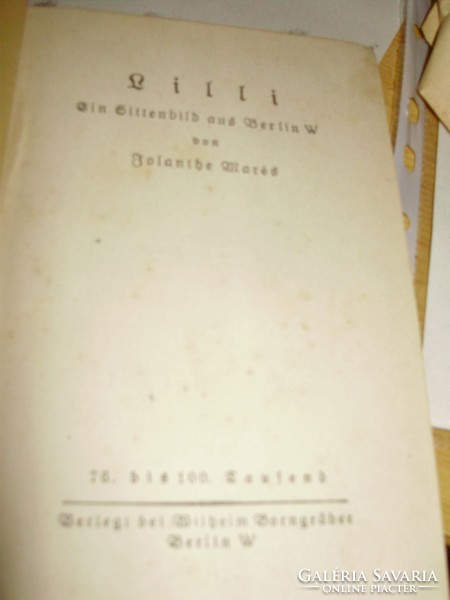 Lilli
Ein Sittenbild aus Berlin W
von
Jolanthe Marès
76. bis 100. Tausend
Verlegt bei Wilhelm Borngräber
Berlin W
GALÉRIA SAVARIA
ONLINE PIACTÉR